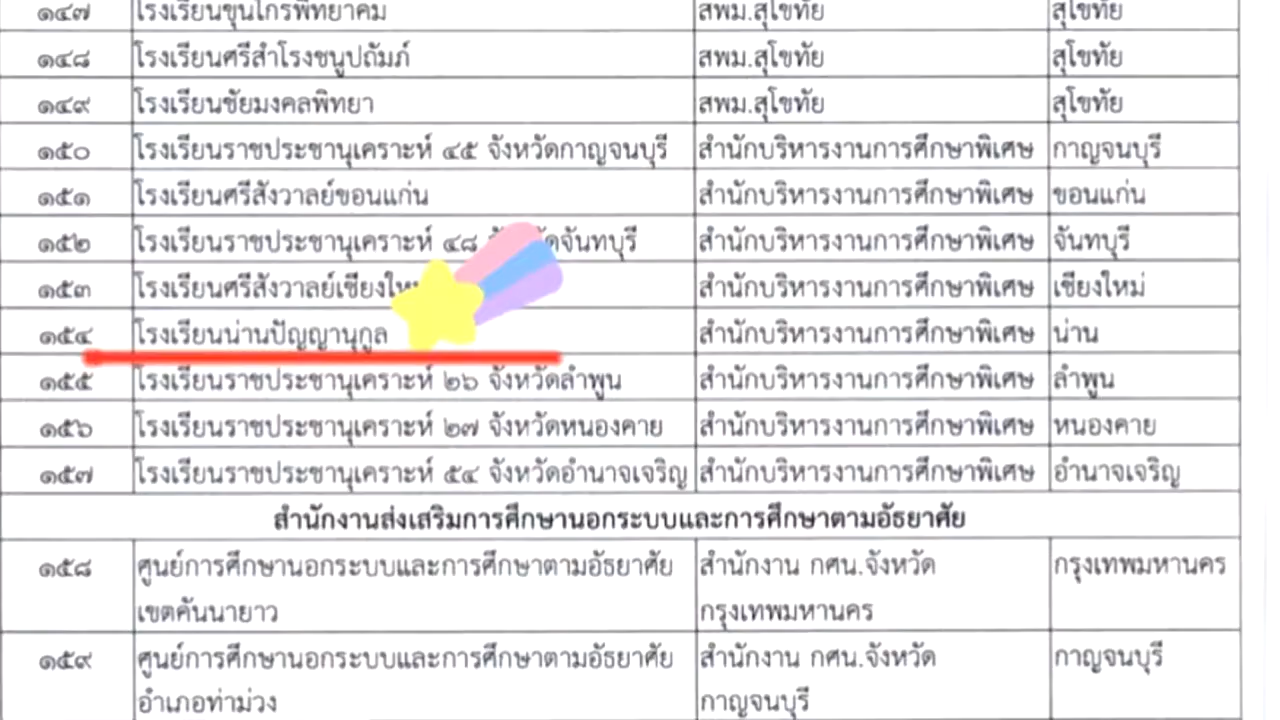 ๑๔๗ โรงเรียนขุนไกรพิทยาคม สพม.สุโขทัย สุโขทัย
๑๔๘ โรงเรียนศรีสำโรงชนูปถัมภ์ สพม.สุโขทัย สุโขทัย
๑๔๙ โรงเรียนชัยมงคลพิทยา สพม.สุโขทัย สุโขทัย
๑๕๐ โรงเรียนราชประชานุเคราะห์ ๔๕ จังหวัดกาญจนบุรี สำนักบริหารงานการศึกษาพิเศษ กาญจนบุรี
๑๕๑ โรงเรียนศรีสังวาลย์ขอนแก่น สำนักบริหารงานการศึกษาพิเศษ ขอนแก่น
๑๕๒ โรงเรียนราชประชานุเคราะห์ ๔๘ จังหวัดจันทบุรี สำนักบริหารงานการศึกษาพิเศษ จันทบุรี
๑๕๓ โรงเรียนศรีสังวาลย์เชียงใหม่ สำนักบริหารงานการศึกษาพิเศษ เชียงใหม่
๑๕๔ โรงเรียนน่านปัญญานุกูล สำนักบริหารงานการศึกษาพิเศษ น่าน
๑๕๕ โรงเรียนราชประชานุเคราะห์ ๒๖ จังหวัดลำพูน สำนักบริหารงานการศึกษาพิเศษ ลำพูน
๑๕๖ โรงเรียนราชประชานุเคราะห์ ๒๗ จังหวัดหนองคาย สำนักบริหารงานการศึกษาพิเศษ หนองคาย
๑๕๗ โรงเรียนราชประชานุเคราะห์ ๕๔ จังหวัดอำนาจเจริญ สำนักบริหารงานการศึกษาพิเศษ อำนาจเจริญ
สำนักงานส่งเสริมการศึกษานอกระบบและการศึกษาตามอัธยาศัย
๑๕๘ ศูนย์การศึกษานอกระบบและการศึกษาตามอัธยาศัย สำนักงาน กศน.จังหวัด กรุงเทพมหานคร
เขตคันนายาว กรุงเทพมหานคร
๑๕๙ ศูนย์การศึกษานอกระบบและการศึกษาตามอัธยาศัย สำนักงาน กศน.จังหวัด กาญจนบุรี
อำเภอท่าม่วง กาญจนบุรี